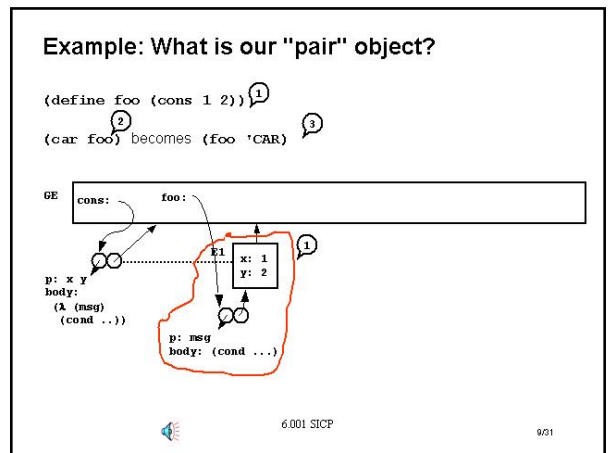 Example: What is our "pair" object?
(define foo (cons 1 2)) 1
2 3
(car foo) becomes (foo 'CAR)
GE cons: foo:
E1 x: 1 1
y: 2
p: x y
body:
(λ (msg)
(cond ..))
p: msg
body: (cond ...)
6.001 SICP 9/31